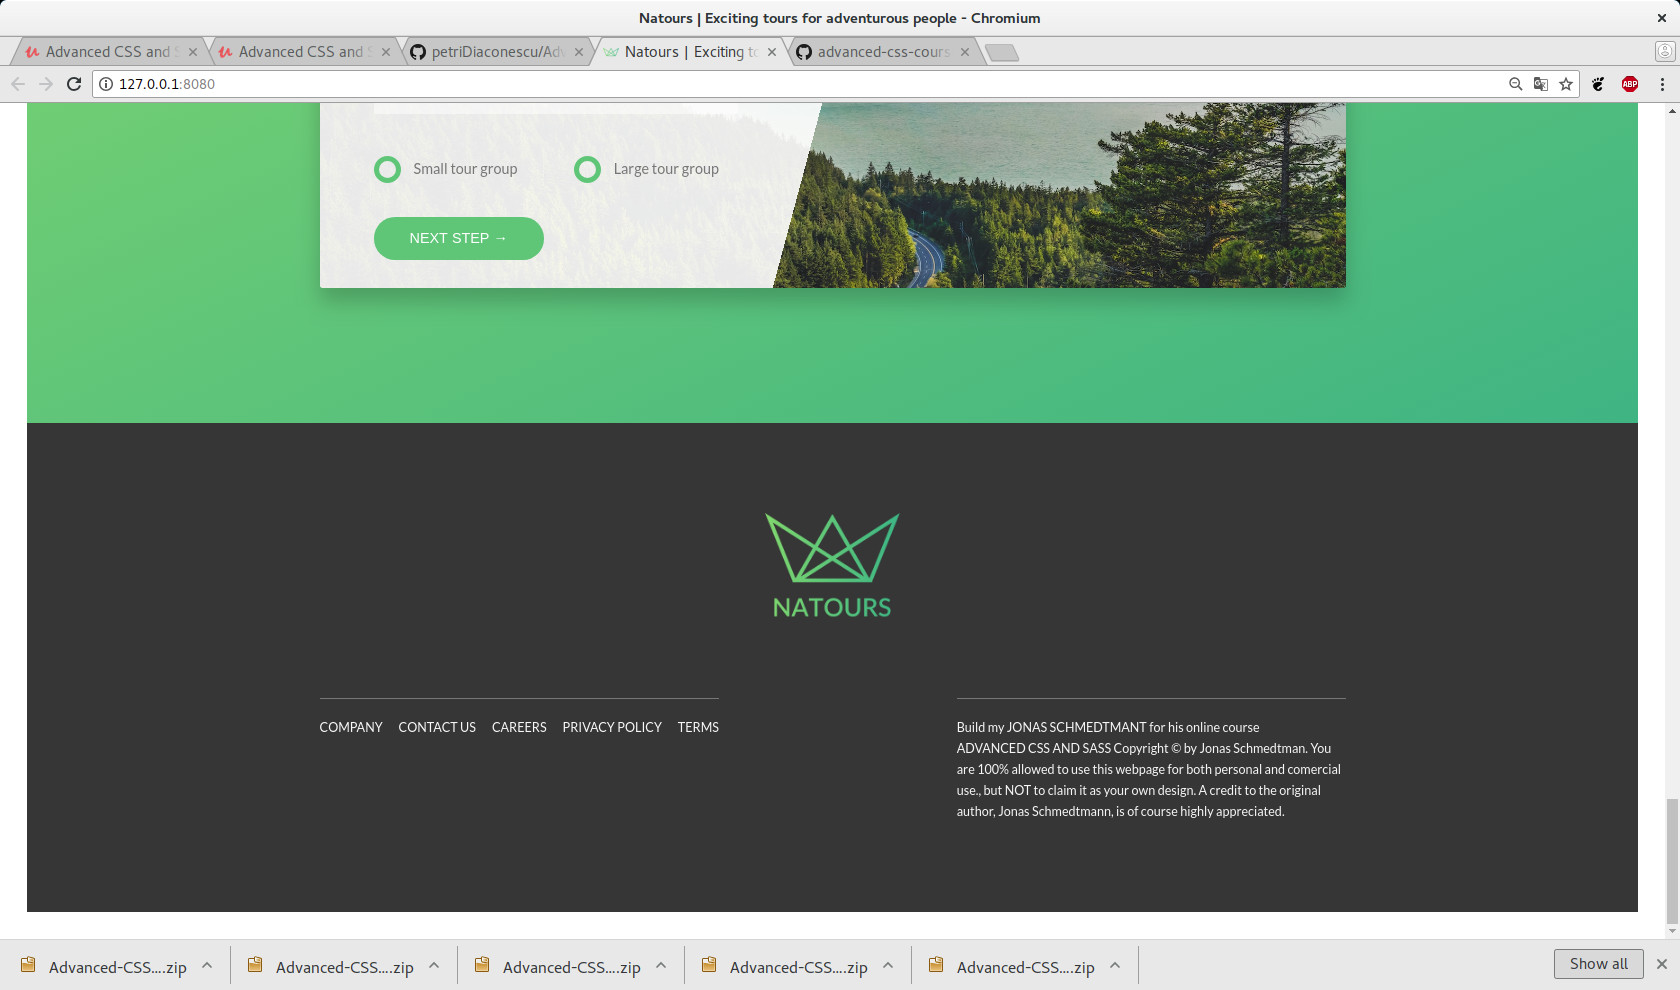 Natours | Exciting tours for adventurous people - Chromium
Advanced CSS and S
Advanced CSS and S
petriDiaconescu/Adv
Natours | Exciting to
advanced-css-cours
127.0.0.1:8080
ABP
Small tour group
Large tour group
NEXT STEP →
NATOURS
COMPANY CONTACT US CAREERS PRIVACY POLICY TERMS
Build my JONAS SCHMEDTMANT for his online course
ADVANCED CSS AND SASS Copyright © by Jonas Schmedtman. You
are 100% allowed to use this webpage for both personal and comercial
use., but NOT to claim it as your own design. A credit to the original
author, Jonas Schmedtmann, is of course highly appreciated.
Advanced-CSS....zip
Advanced-CSS....zip
Advanced-CSS....zip
Advanced-CSS....zip
Advanced-CSS....zip
Show all